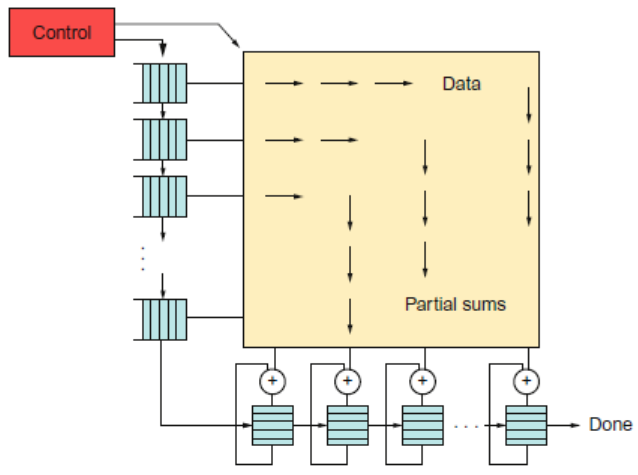 Control
Data
Partial sums
+ + + +
. . .
Done